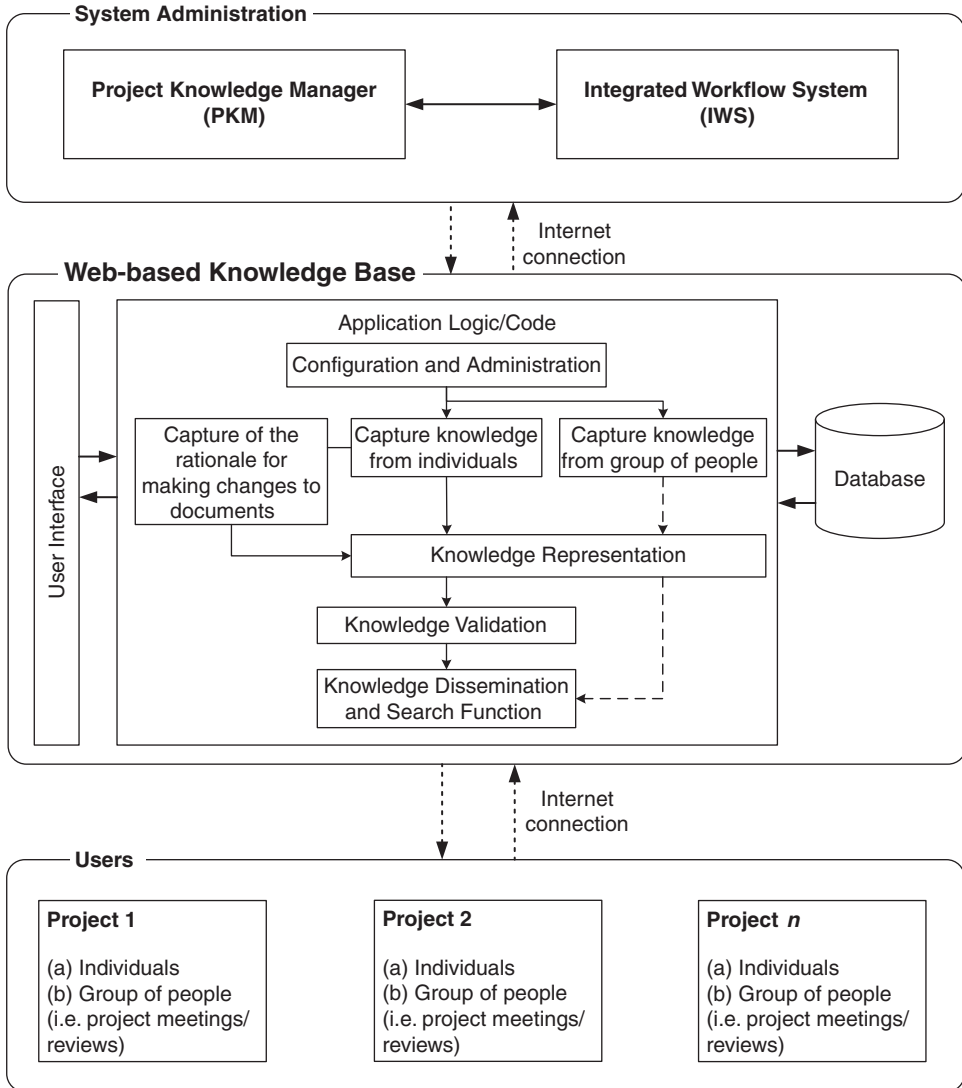 System Administration
Project Knowledge Manager
(PKM)
Integrated Workflow System
(IWS)
Internet
connection
Web-based Knowledge Base
User Interface
Application Logic/Code
Configuration and Administration
Capture of the
rationale for
making changes to
documents
Capture knowledge
from individuals
Capture knowledge
from group of people
Database
Knowledge Representation
Knowledge Validation
Knowledge Dissemination
and Search Function
Internet
connection
Users
Project 1
(a) Individuals
(b) Group of people
(i.e. project meetings/
reviews)
Project 2
(a) Individuals
(b) Group of people
(i.e. project meetings/
reviews)
Project n
(a) Individuals
(b) Group of people
(i.e. project meetings/
reviews)